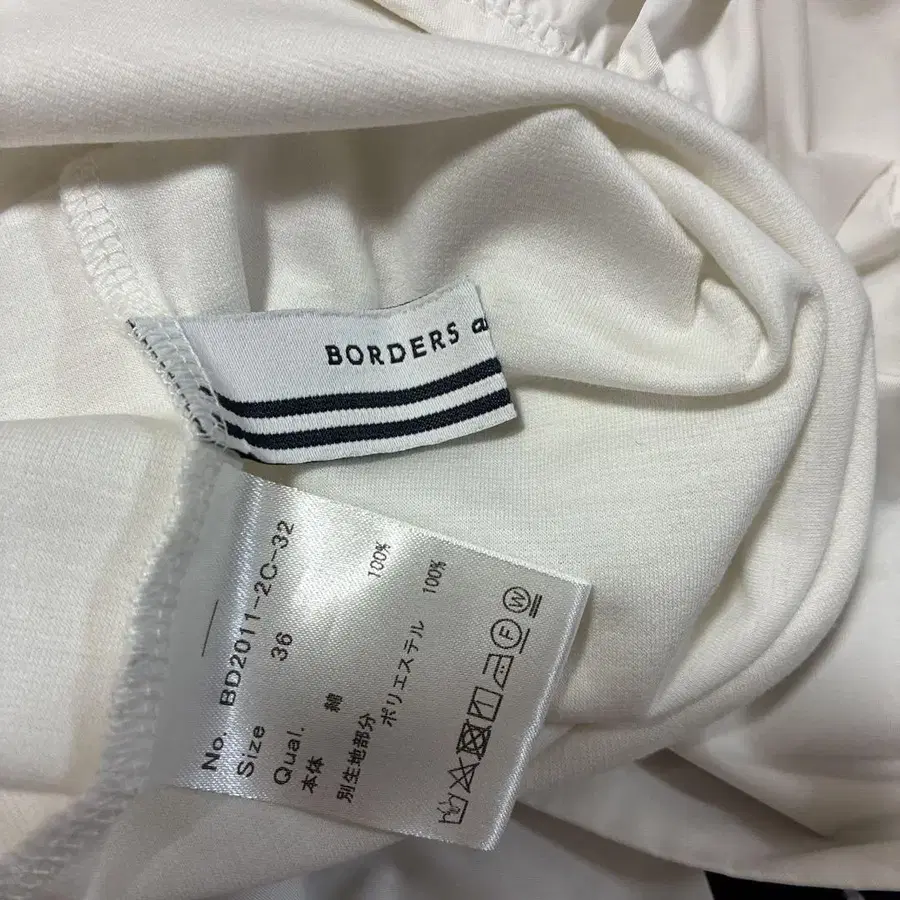 BORDERS a
No. BD2011-2C-32
Size 36
Qual.
本体 綿 100%
別生地部分
ポリエステル 100%
F W